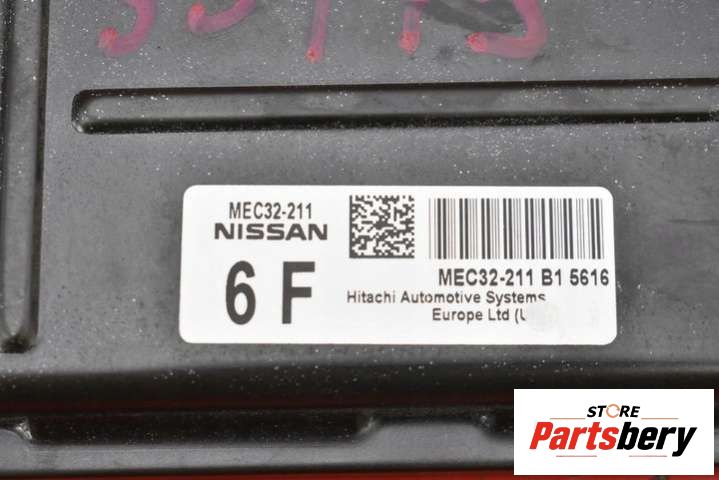 MEC32-211
NISSAN
6 F
MEC32-211 B1 5616
Hitachi Automotive Systems
Europe Ltd
STORE
Partsbery